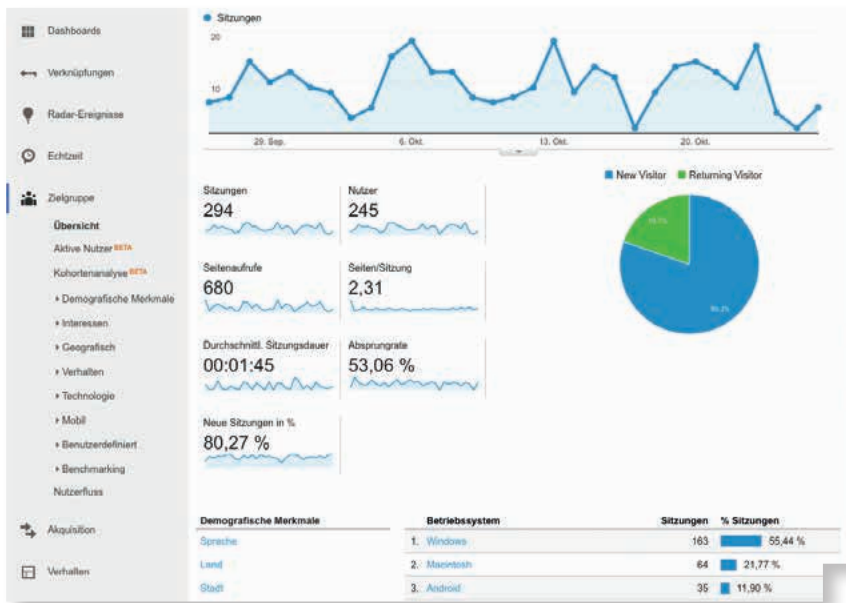 Dashboards
Verknüpfungen
Radar-Ereignisse
Echtzeit
Zielgruppe
Übersicht
Aktive Nutzer BETA
Kohortenanalyse BETA
Demografische Merkmale
Interessen
Geografisch
Verhalten
Technologie
Mobil
Benutzerdefiniert
Benchmarking
Nutzerfluss
Akquisition
Verhalten
Sitzungen
20
10
29. Sep.
6. Okt.
13. Okt.
20. Okt.
Sitzungen
294
Nutzer
245
Seitenaufrufe
680
Seiten/Sitzung
2,31
Durchschnittl. Sitzungsdauer
00:01:45
Absprungrate
53,06 %
Neue Sitzungen in %
80,27 %
New Visitor
Returning Visitor
Demografische Merkmale
Sprache
Land
Stadt
Betriebssystem Sitzungen % Sitzungen
1. Windows 163 55,44 %
2. Macintosh 64 21,77 %
3. Android 35 11,90 %